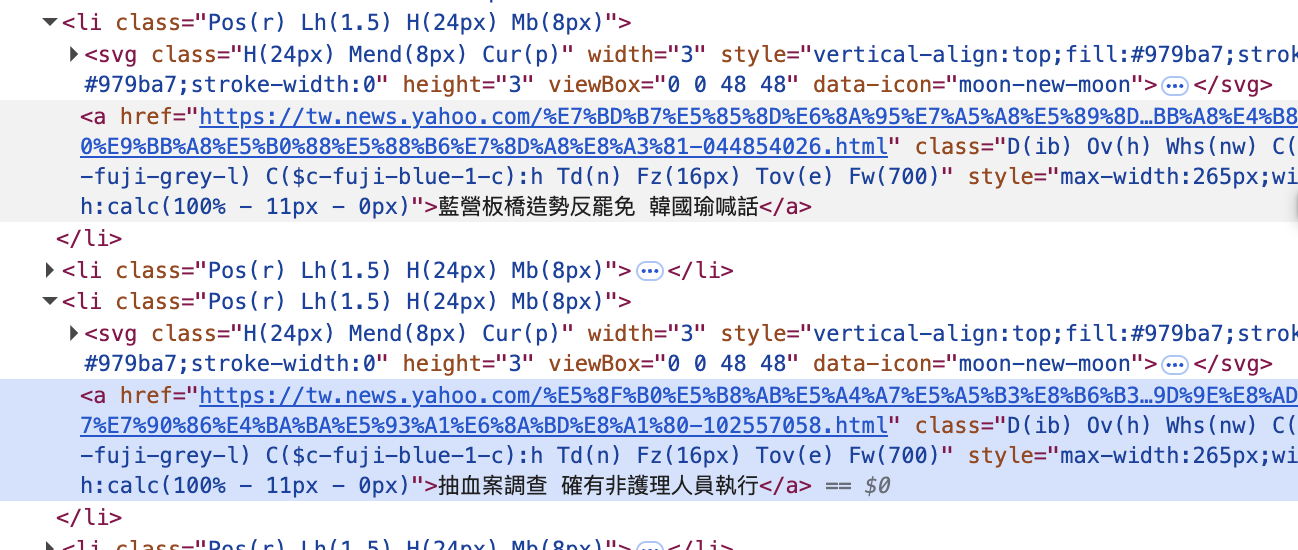 <li class="Pos(r) Lh(1.5) H(24px) Mb(8px)">
<svg class="H(24px) Mend(8px) Cur(p)" width="3" style="vertical-align:top;fill:#979ba7;strok
#979ba7;stroke-width:0" height="3" viewBox="0 0 48 48" data-icon="moon-new-moon">…</svg>
<a href="https://tw.news.yahoo.com/%E7%BD%B7%E5%85%8D%E6%8A%95%E7%A5%A8%E5%89%8D…BB%A8%E4%B8
0%E9%BB%A8%E5%B0%88%E5%88%B6%E7%8D%A8%E8%A3%81-044854026.html" class="D(ib) Ov(h) Whs(nw) C(
-fuji-grey-l) C($c-fuji-blue-1-c):h Td(n) Fz(16px) Tov(e) Fw(700)" style="max-width:265px;wi
h:calc(100% - 11px - 0px)">藍營板橋造勢反罷免 韓國瑜喊話</a>
</li>
<li class="Pos(r) Lh(1.5) H(24px) Mb(8px)">…</li>
<li class="Pos(r) Lh(1.5) H(24px) Mb(8px)">
<svg class="H(24px) Mend(8px) Cur(p)" width="3" style="vertical-align:top;fill:#979ba7;strok
#979ba7;stroke-width:0" height="3" viewBox="0 0 48 48" data-icon="moon-new-moon">…</svg>
<a href="https://tw.news.yahoo.com/%E5%8F%B0%E5%B8%AB%E5%A4%A7%E5%A5%B3%E8%B6%B3…9D%9E%E8%AD
7%E7%90%86%E4%BA%BA%E5%93%A1%E6%8A%BD%E8%A1%80-102557058.html" class="D(ib) Ov(h) Whs(nw) C(
-fuji-grey-l) C($c-fuji-blue-1-c):h Td(n) Fz(16px) Tov(e) Fw(700)" style="max-width:265px;wi
h:calc(100% - 11px - 0px)">抽血案調查 確有非護理人員執行</a> == $0
</li>
<li class="Pos(r) Lh(1.5) H(24px) Mb(8px)">…</li>